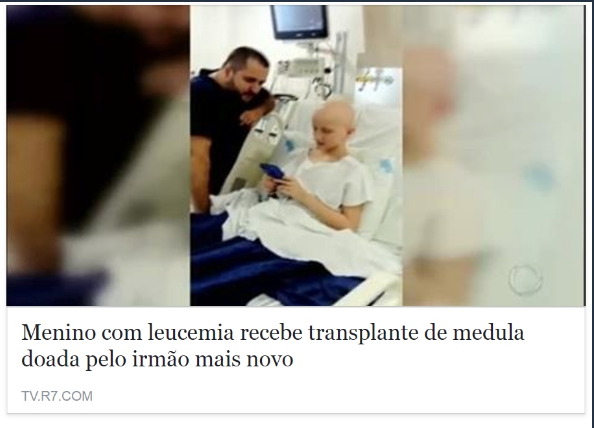 Menino com leucemia recebe transplante de medula
doada pelo irmão mais novo
TV.R7.COM